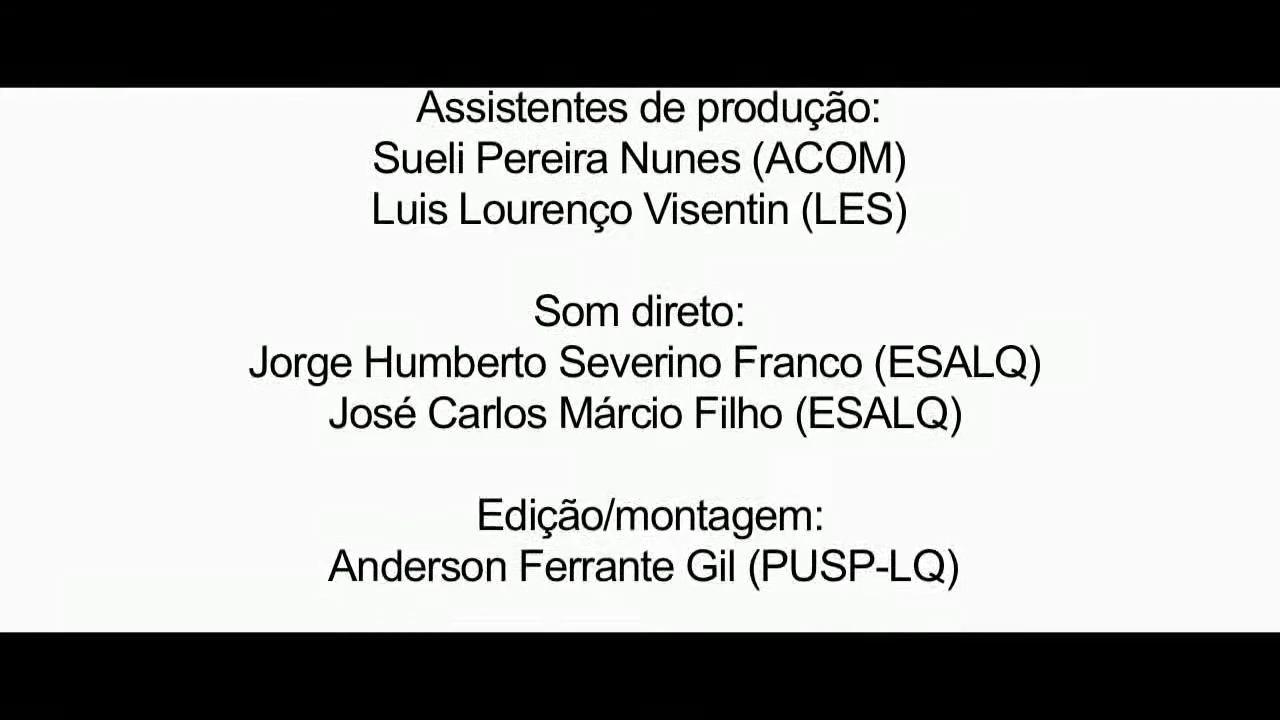 Assistentes de produção:
Sueli Pereira Nunes (ACOM)
Luis Lourenço Visentin (LES)
Som direto:
Jorge Humberto Severino Franco (ESALQ)
José Carlos Márcio Filho (ESALQ)
Edição/montagem:
Anderson Ferrante Gil (PUSP-LQ)